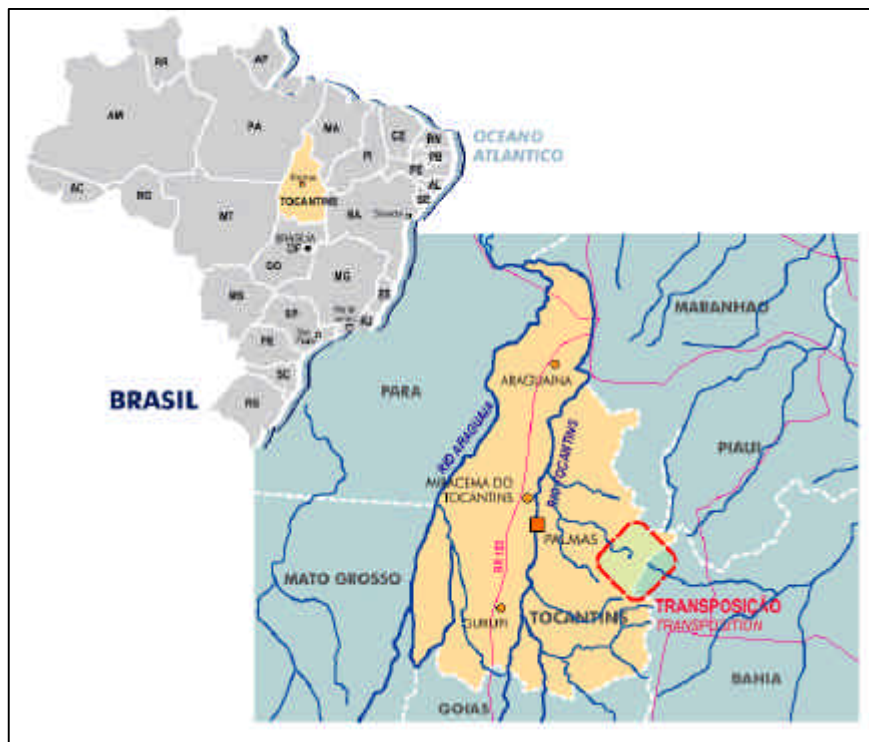 RR
AP
AM
PA
MA
CE
RN
PB
PI
PE
AL
SE
AC
RO
MT
TOCANTINS
BA
OCEANO
ATLANTICO
BRASÍLIA
DF
GO
MG
ES
MS
SP
RJ
SC
RS
BRASIL
MARANHAO
PARA
ARAGUAINA
PIAUI
RIO ARAGUAIA
RIO TOCANTINS
MIRACEMA DO
TOCANTINS
PALMAS
MATO GROSSO
GURUPI
TOCANTINS
TRANSPOSIÇÃO
TRANSPOSITION
BAHIA
GOIAS